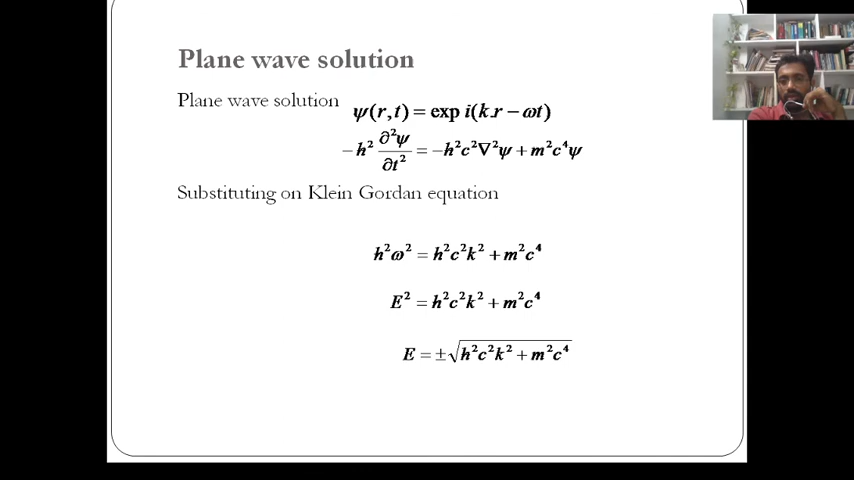 Plane wave solution
Plane wave solution ψ(r,t) = exp i(k.r − ωt)
−h² ∂²ψ/∂t² = −h²c²∇²ψ + m²c⁴ψ
Substituting on Klein Gordan equation
h²ω² = h²c²k² + m²c⁴
E² = h²c²k² + m²c⁴
E = ±√(h²c²k² + m²c⁴)